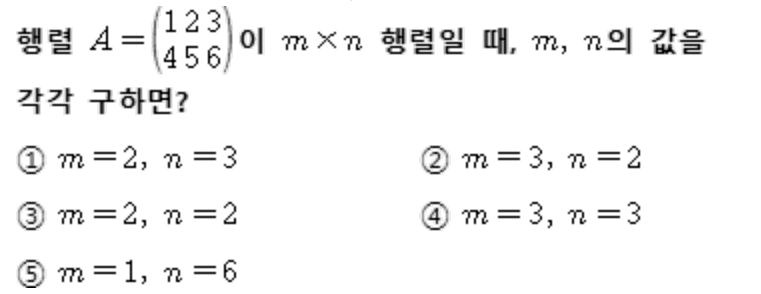 행렬 A=(1 2 3
4 5 6)이 m×n 행렬일 때, m, n의 값을
각각 구하면?
① m=2, n=3 ② m=3, n=2
③ m=2, n=2 ④ m=3, n=3
⑤ m=1, n=6